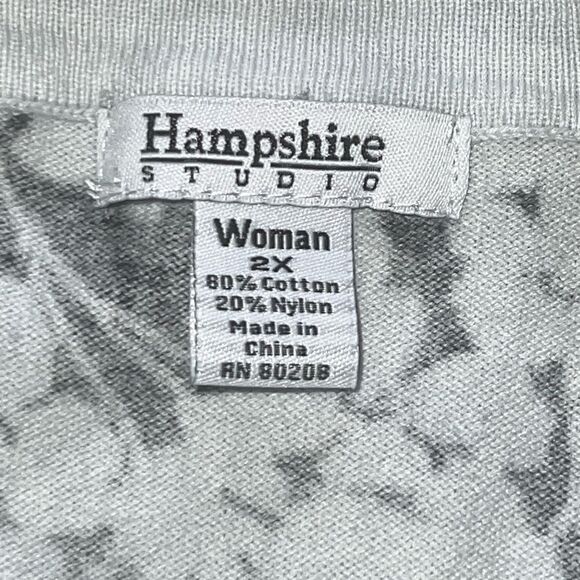 Hampshire
STUDIO
Woman
2X
80% Cotton
20% Nylon
Made in
China
RN 80208